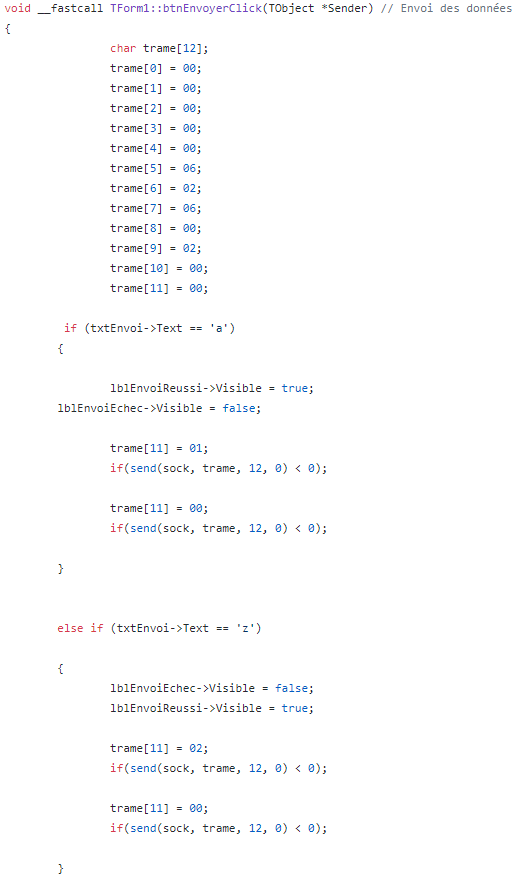 void __fastcall TForm1::btnEnvoyerClick(TObject *Sender) // Envoi des données
{
trame[12];
char trame[12];
trame[0] = 00;
trame[1] = 00;
trame[2] = 00;
trame[3] = 00;
trame[4] = 00;
trame[5] = 06;
trame[6] = 02;
trame[7] = 06;
trame[8] = 00;
trame[9] = 02;
trame[10] = 00;
trame[11] = 00;
if (txtEnvoi->Text == 'a')
{
lblEnvoiReussi->Visible = true;
lblEnvoiEchec->Visible = false;
trame[11] = 01;
if(send(sock, trame, 12, 0) < 0);
trame[11] = 00;
if(send(sock, trame, 12, 0) < 0);
}
else if (txtEnvoi->Text == 'z')
{
lblEnvoiEchec->Visible = false;
lblEnvoiReussi->Visible = true;
trame[11] = 02;
if(send(sock, trame, 12, 0) < 0);
trame[11] = 00;
if(send(sock, trame, 12, 0) < 0);
}